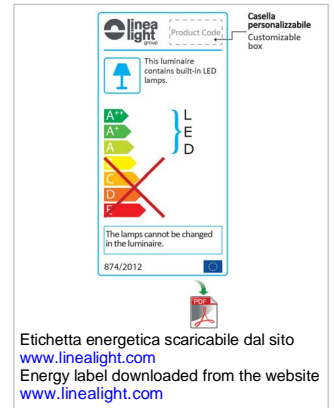 linea
light
group
Product Code
Casella
personalizzabile
Customizable
box
This luminaire
contains built-in LED
lamps.
A++
A+
A
C
D
E
L
E
D
The lamps cannot be changed
in the luminaire.
874/2012
PDF
Etichetta energetica scaricabile dal sito
www.linealight.com
Energy label downloaded from the website
www.linealight.com